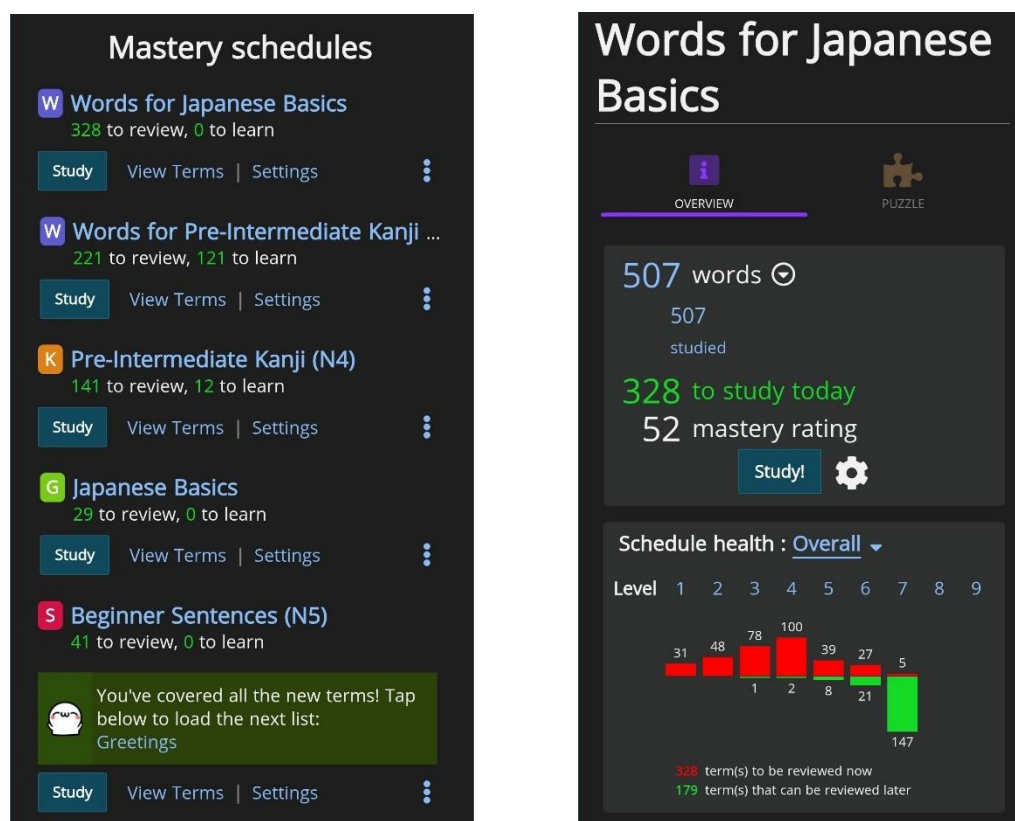 Mastery schedules
W Words for Japanese Basics
328 to review, 0 to learn
Study View Terms | Settings
W Words for Pre-Intermediate Kanji ...
221 to review, 121 to learn
Study View Terms | Settings
K Pre-Intermediate Kanji (N4)
141 to review, 12 to learn
Study View Terms | Settings
G Japanese Basics
29 to review, 0 to learn
Study View Terms | Settings
S Beginner Sentences (N5)
41 to review, 0 to learn
You've covered all the new terms! Tap
below to load the next list:
Greetings
Study View Terms | Settings
Words for Japanese
Basics
OVERVIEW PUZZLE
507 words
507
studied
328 to study today
52 mastery rating
Study!
Schedule health : Overall
Level 1 2 3 4 5 6 7 8 9
31 48 78 100 39 27 5
1 2 8 21 147
328 term(s) to be reviewed now
179 term(s) that can be reviewed later